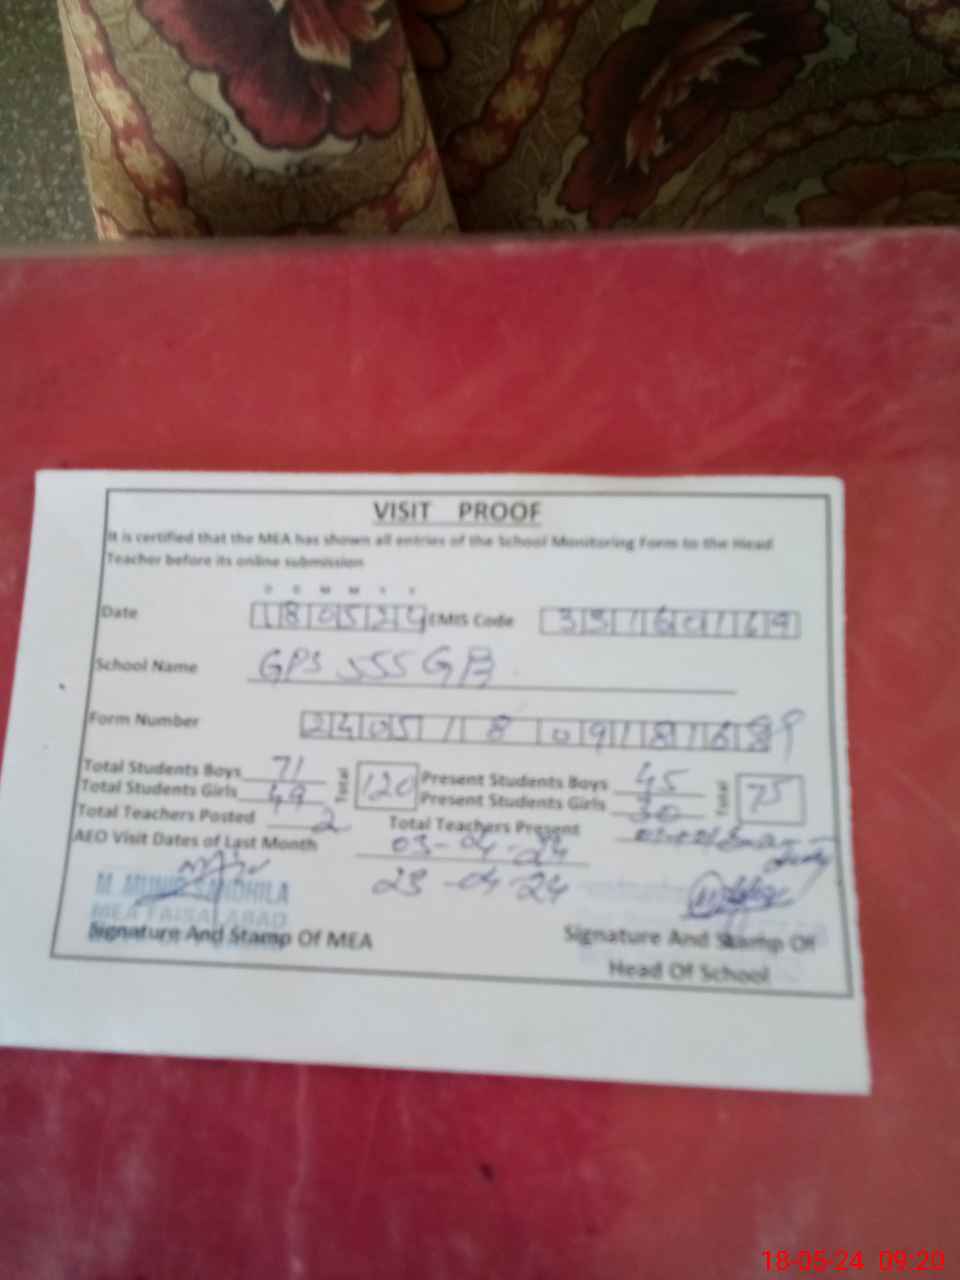 VISIT PROOF
It is certified that the MEA has shown all entries of the School Monitoring Form to the Head
Teacher before its online submission
D D M M Y Y
Date 180524 EMIS Code 33160169
School Name GPS 555 GB
Form Number
Total Students Boys 71 Total 120 Present Students Boys 45 Total 75
Total Students Girls 49 Present Students Girls 30
Total Teachers Posted 2 Total Teachers Present
AEO Visit Dates of Last Month 03-04-24
23-04-24
M. MUNIR SANDHILA
MEA FAISALABAD
Signature And Stamp Of MEA
Signature And Stamp Of
Head Of School
18-05-24 09:20